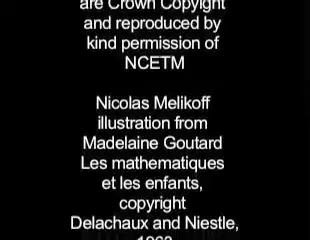 are Crown Copyight
and reproduced by
kind permission of
NCETM
Nicolas Melikoff
illustration from
Madelaine Goutard
Les mathematiques
et les enfants,
copyright
Delachaux and Niestle,